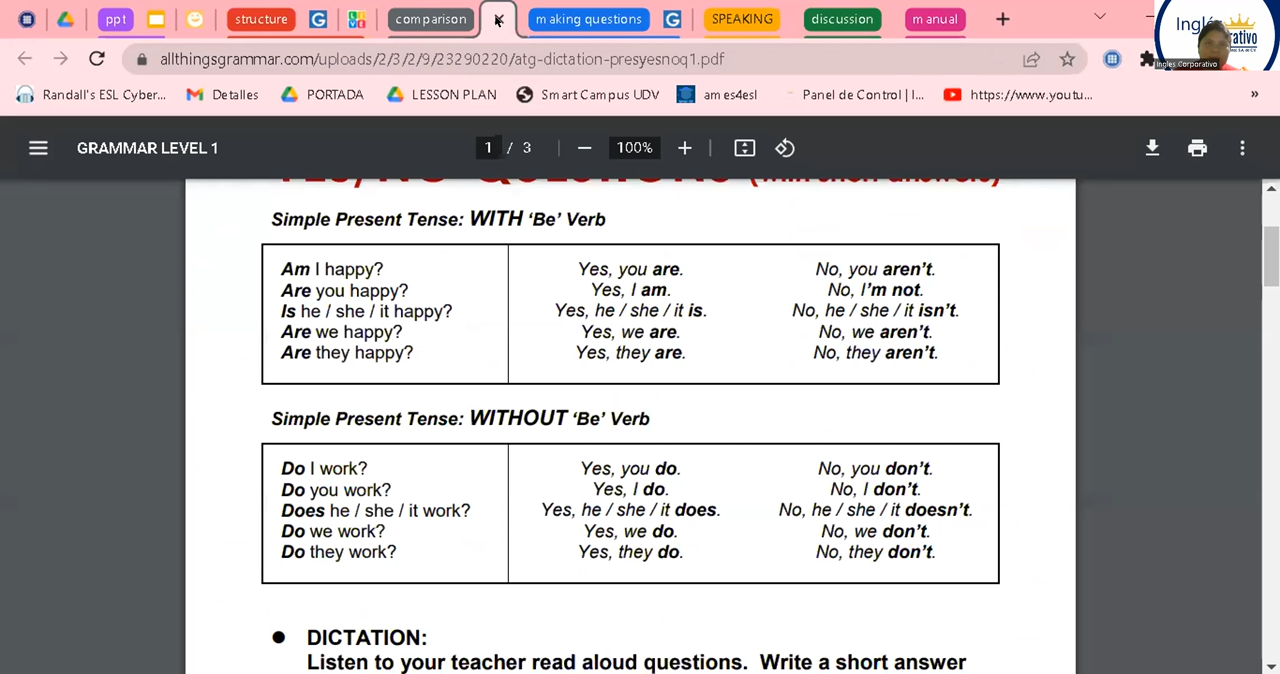 ppt structure comparison making questions SPEAKING discussion manual
allthingsgrammar.com/uploads/2/3/2/9/23290220/atg-dictation-presyesnoq1.pdf
Ingles Corporativo
Randall's ESL Cyber... Detalles PORTADA LESSON PLAN Smart Campus UDV ames4esl Panel de Control | I... https://www.youtu... »
GRAMMAR LEVEL 1 1 / 3 100%
YES/NO QUESTIONS (with short answers)
Simple Present Tense: WITH 'Be' Verb
Am I happy? Yes, you are. No, you aren't.
Are you happy? Yes, I am. No, I'm not.
Is he / she / it happy? Yes, he / she / it is. No, he / she / it isn't.
Are we happy? Yes, we are. No, we aren't.
Are they happy? Yes, they are. No, they aren't.
Simple Present Tense: WITHOUT 'Be' Verb
Do I work? Yes, you do. No, you don't.
Do you work? Yes, I do. No, I don't.
Does he / she / it work? Yes, he / she / it does. No, he / she / it doesn't.
Do we work? Yes, we do. No, we don't.
Do they work? Yes, they do. No, they don't.
● DICTATION:
Listen to your teacher read aloud questions. Write a short answer